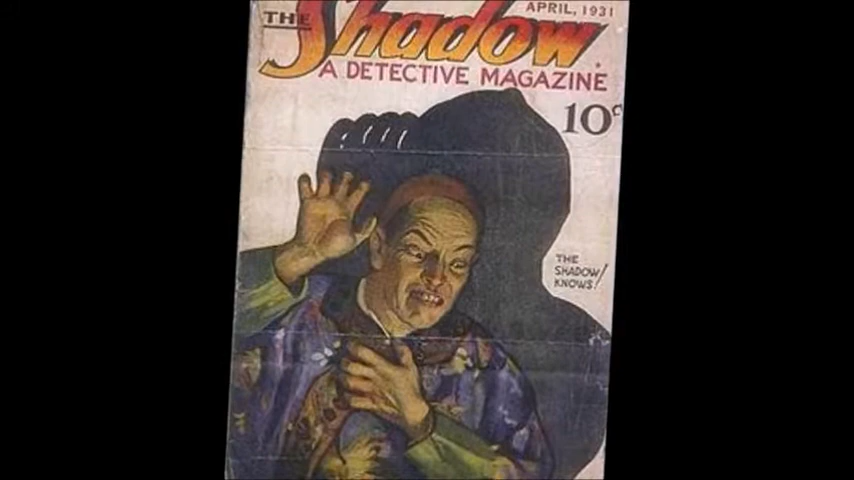 APRIL, 1931
THE Shadow
A DETECTIVE MAGAZINE
10¢
THE
SHADOW
KNOWS!